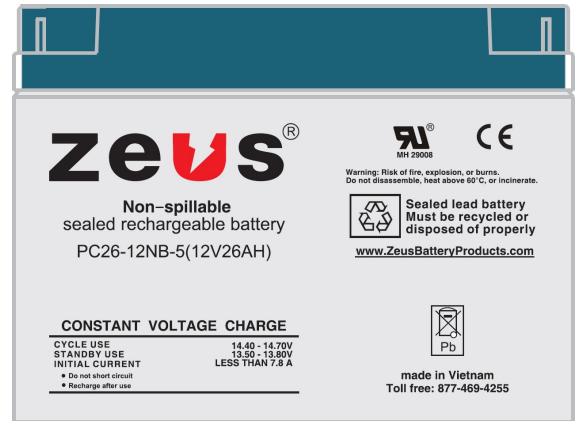 zeus®
Non-spillable
sealed rechargeable battery
PC26-12NB-5(12V26AH)
CONSTANT VOLTAGE CHARGE
CYCLE USE 14.40 - 14.70V
STANDBY USE 13.50 - 13.80V
INITIAL CURRENT LESS THAN 7.8 A
• Do not short circuit
• Recharge after use
RU® CE
MH 29008
Warning: Risk of fire, explosion, or burns.
Do not disassemble, heat above 60°C, or incinerate.
Sealed lead battery
Must be recycled or
disposed of properly
www.ZeusBatteryProducts.com
Pb
made in Vietnam
Toll free: 877-469-4255